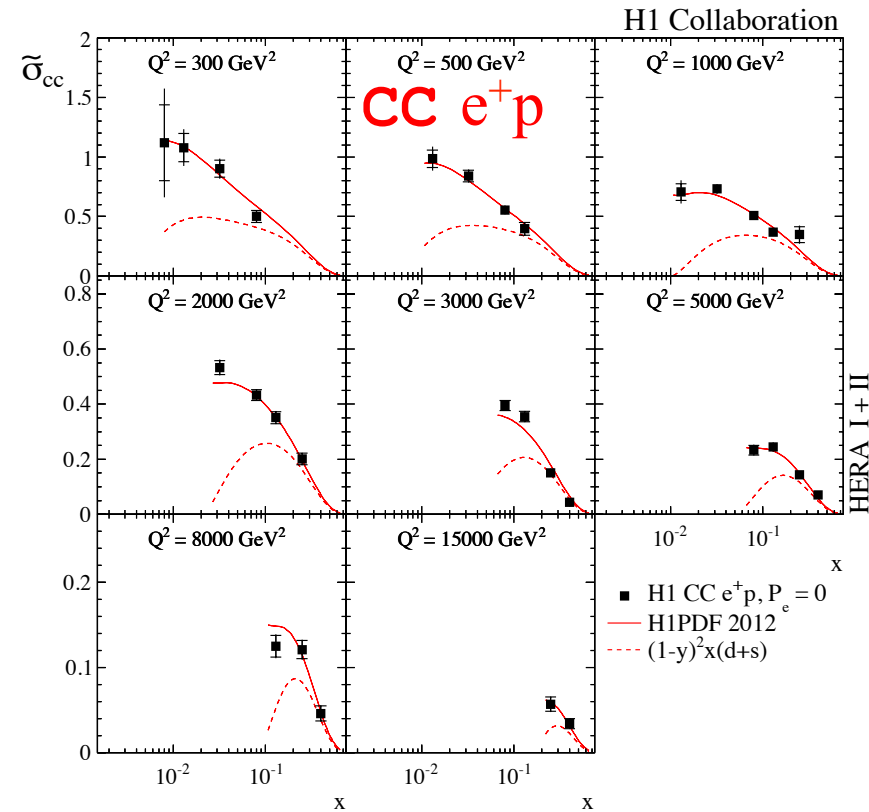 H1 Collaboration
σ̃cc
Q² = 300 GeV²
Q² = 500 GeV²
Q² = 1000 GeV²
CC e⁺p
2
1.5
1
0.5
0
Q² = 2000 GeV²
Q² = 3000 GeV²
Q² = 5000 GeV²
0.8
0.6
0.4
0.2
0
HERA I + II
10⁻² 10⁻¹
x
Q² = 8000 GeV²
Q² = 15000 GeV²
0.2
0.1
0
10⁻² 10⁻¹
x
10⁻² 10⁻¹
x
H1 CC e⁺p, Pₑ = 0
H1PDF 2012
(1-y)²x(d+s)